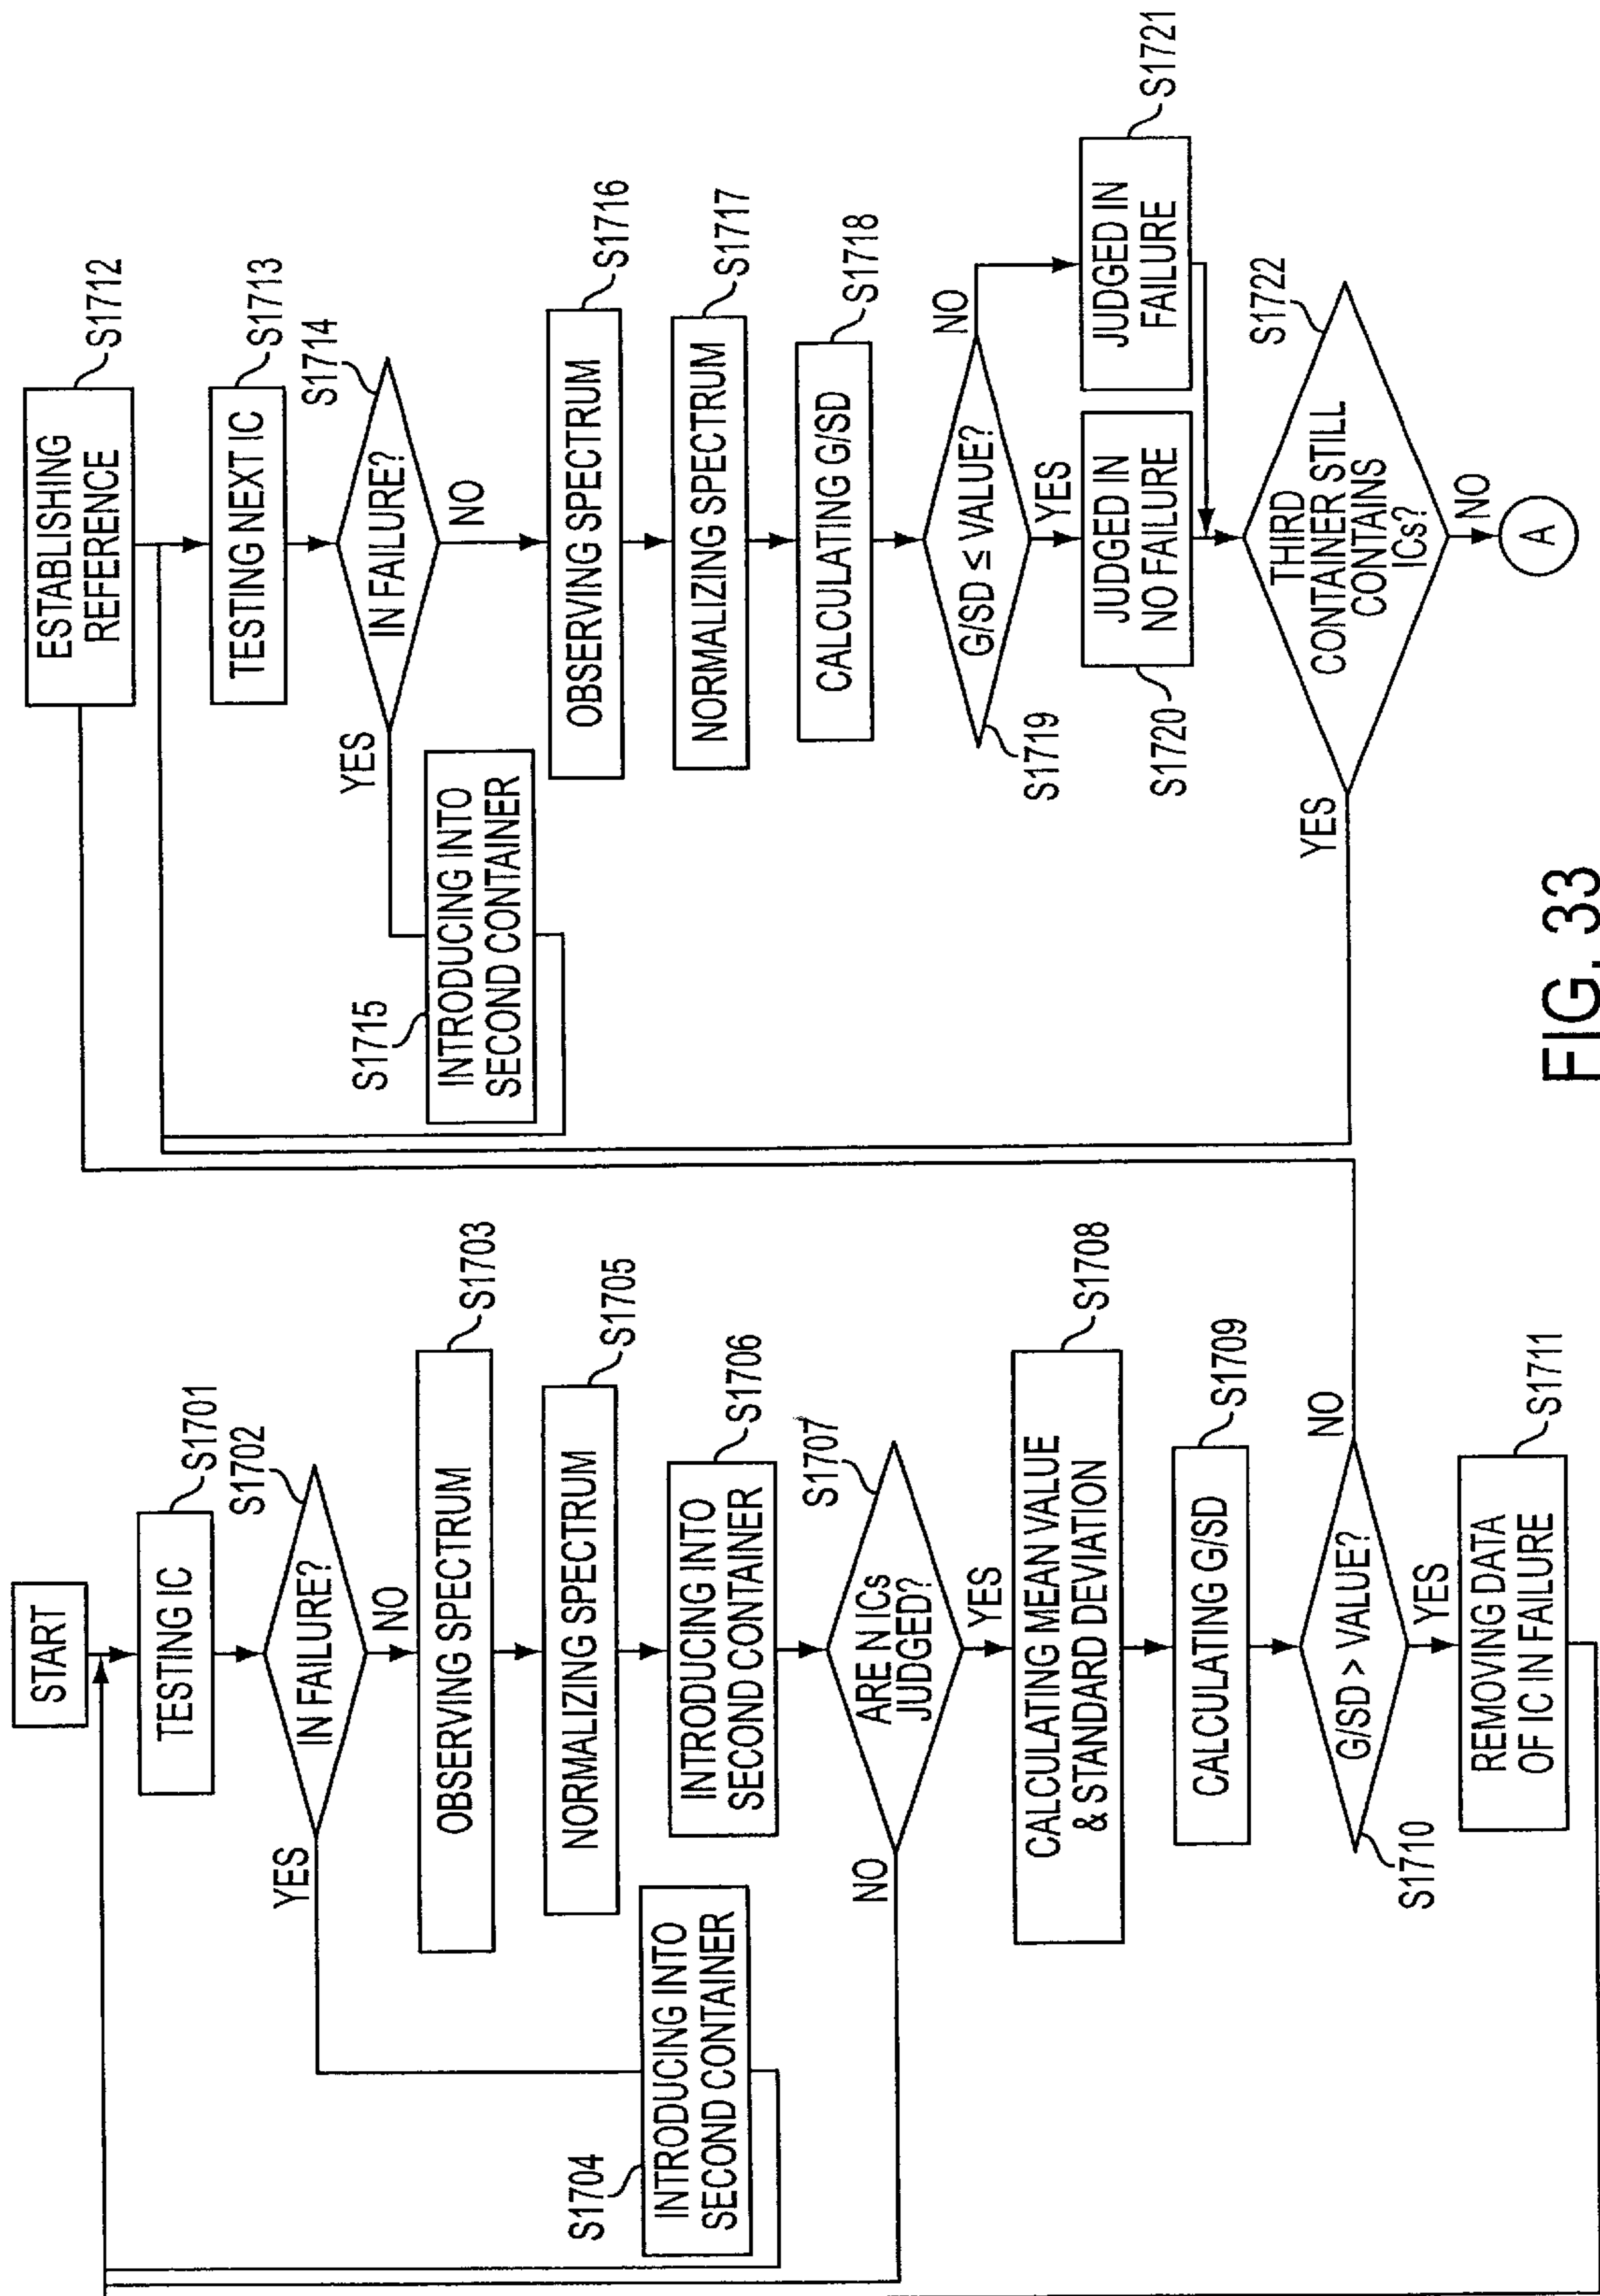 START
TESTING IC
S1701
IN FAILURE?
S1702
YES
NO
OBSERVING SPECTRUM
S1703
S1704
INTRODUCING INTO
SECOND CONTAINER
NORMALIZING SPECTRUM
S1705
INTRODUCING INTO
SECOND CONTAINER
S1706
ARE N ICs
JUDGED?
S1707
NO
YES
CALCULATING MEAN VALUE
& STANDARD DEVIATION
S1708
CALCULATING G/SD
S1709
G/SD > VALUE?
S1710
NO
YES
REMOVING DATA
OF IC IN FAILURE
S1711
ESTABLISHING
REFERENCE
S1712
TESTING NEXT IC
S1713
IN FAILURE?
S1714
YES
NO
S1715
INTRODUCING INTO
SECOND CONTAINER
OBSERVING SPECTRUM
S1716
NORMALIZING SPECTRUM
S1717
CALCULATING G/SD
S1718
G/SD ≤ VALUE?
S1719
NO
YES
JUDGED IN
NO FAILURE
S1720
JUDGED IN
FAILURE
S1721
THIRD
CONTAINER STILL
CONTAINS
ICs?
S1722
YES
NO
A
FIG. 33